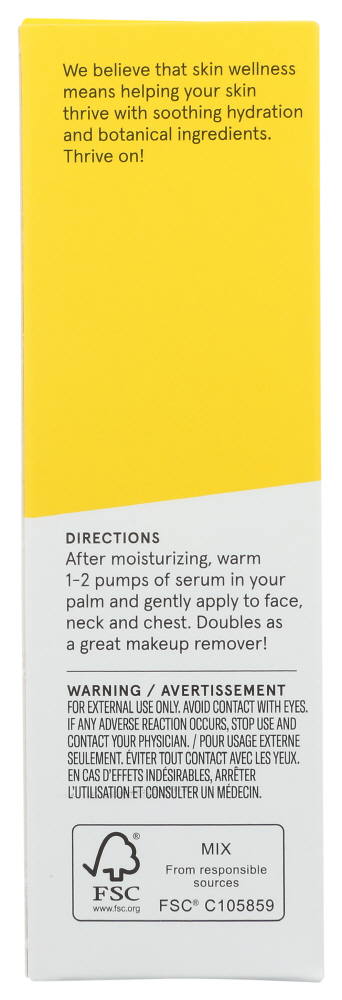 We believe that skin wellness
means helping your skin
thrive with soothing hydration
and botanical ingredients.
Thrive on!
DIRECTIONS
After moisturizing, warm
1-2 pumps of serum in your
palm and gently apply to face,
neck and chest. Doubles as
a great makeup remover!
WARNING / AVERTISSEMENT
FOR EXTERNAL USE ONLY. AVOID CONTACT WITH EYES.
IF ANY ADVERSE REACTION OCCURS, STOP USE AND
CONTACT YOUR PHYSICIAN. / POUR USAGE EXTERNE
SEULEMENT. ÉVITER TOUT CONTACT AVEC LES YEUX.
EN CAS D'EFFETS INDÉSIRABLES, ARRÊTER
L'UTILISATION ET CONSULTER UN MÉDECIN.
®
FSC
www.fsc.org
MIX
From responsible
sources
FSC® C105859